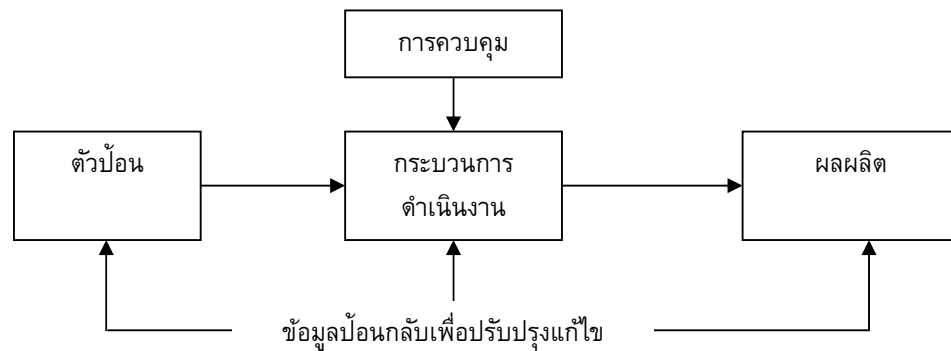 การควบคุม
ตัวป้อน
กระบวนการ
ดำเนินงาน
ผลผลิต
ข้อมูลป้อนกลับเพื่อปรับปรุงแก้ไข